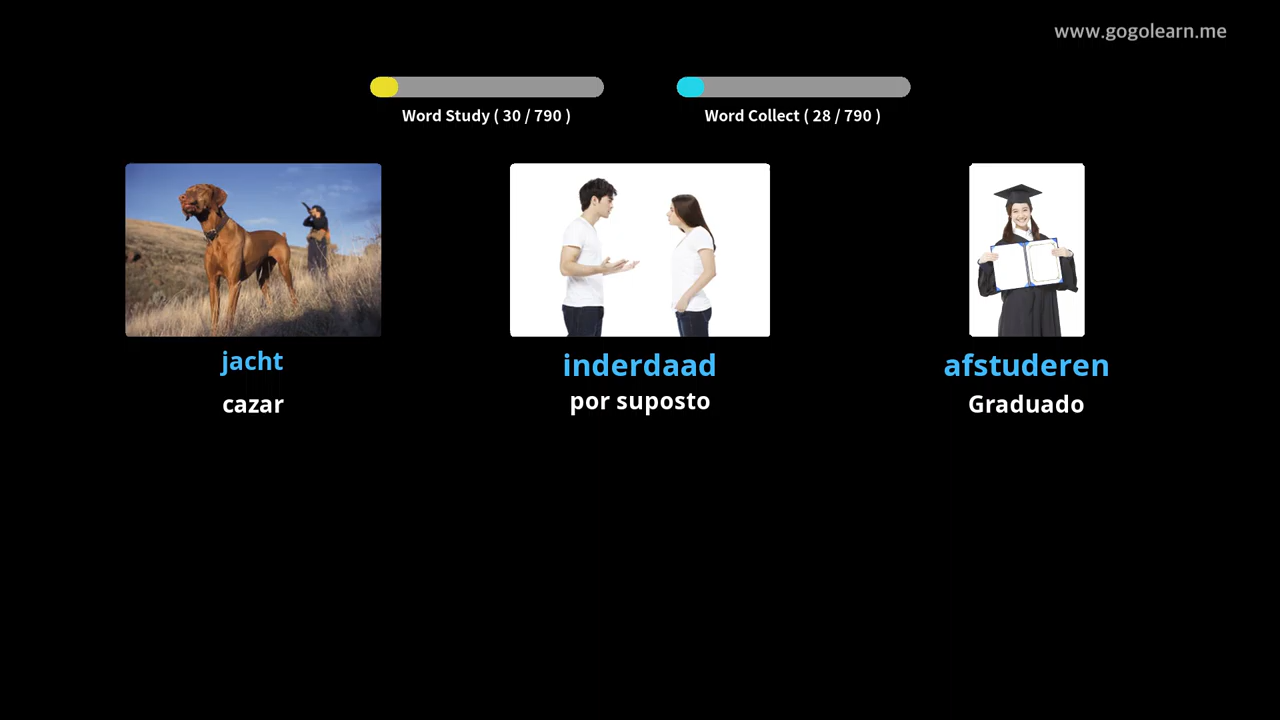 www.gogolearn.me
Word Study ( 30 / 790 )
Word Collect ( 28 / 790 )
jacht
inderdaad
afstuderen
cazar
por suposto
Graduado